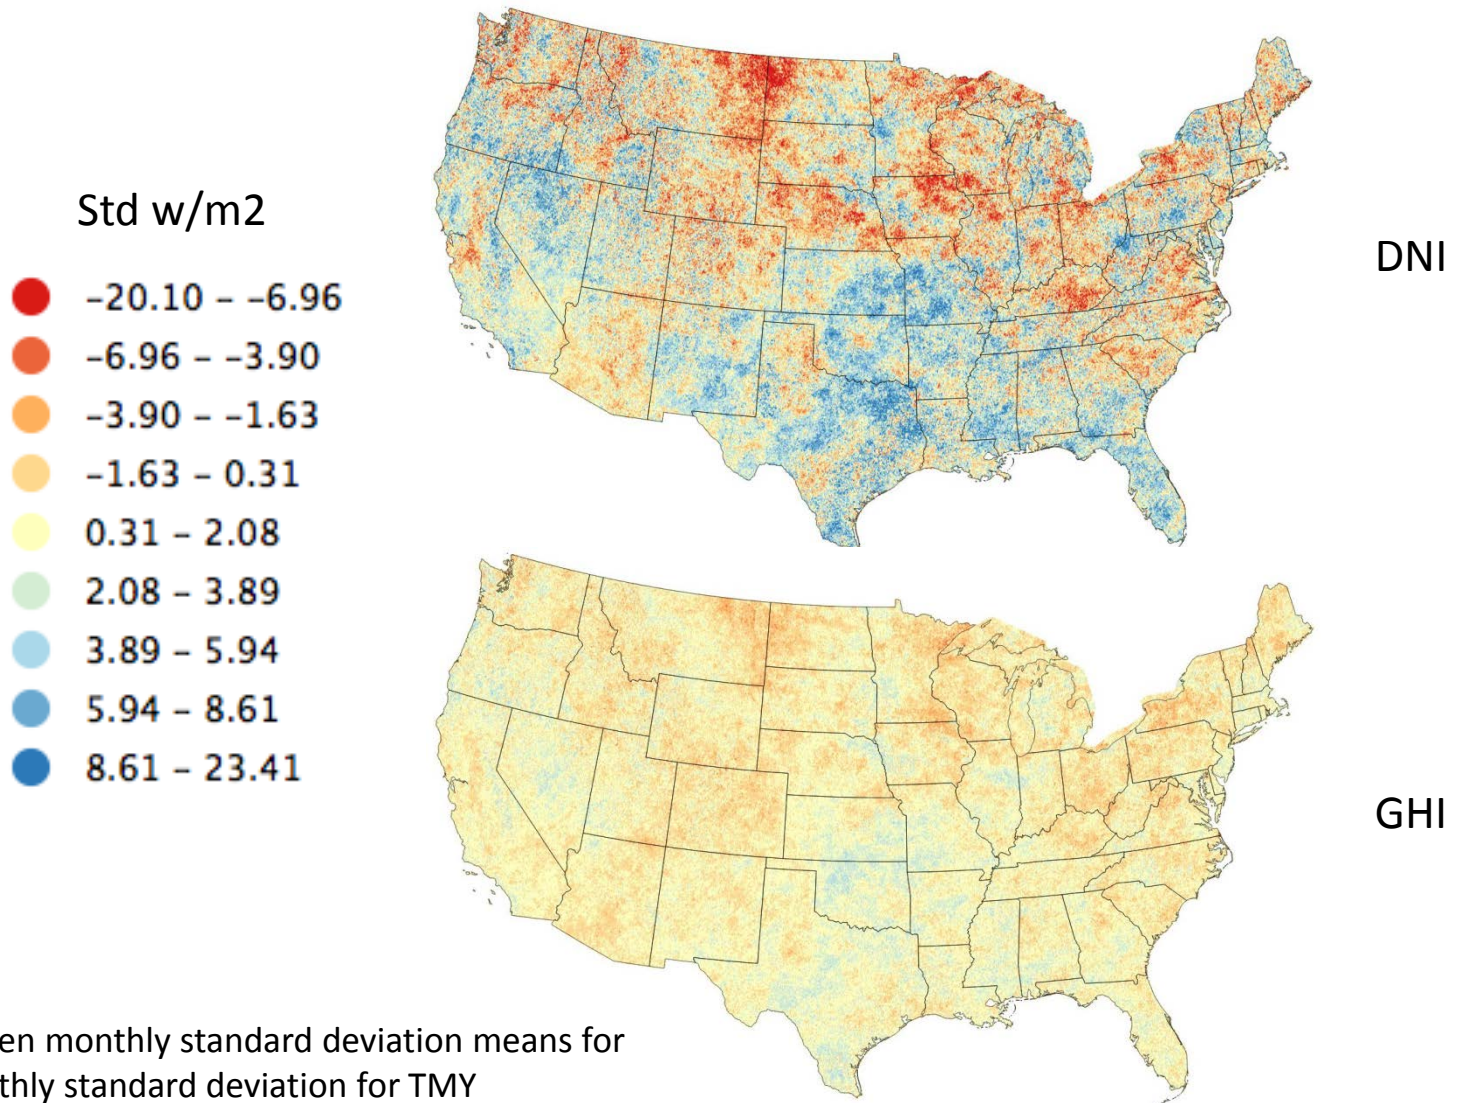 Std w/m2
−20.10 – −6.96
−6.96 – −3.90
−3.90 – −1.63
−1.63 – 0.31
0.31 – 2.08
2.08 – 3.89
3.89 – 5.94
5.94 – 8.61
8.61 – 23.41
DNI
GHI
en monthly standard deviation means for
thly standard deviation for TMY